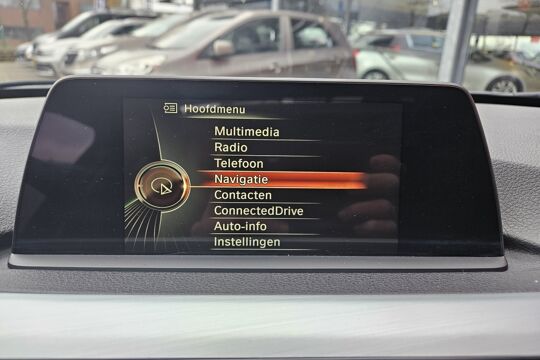 Hoofdmenu
Multimedia
Radio
Telefoon
Navigatie
Contacten
ConnectedDrive
Auto-info
Instellingen